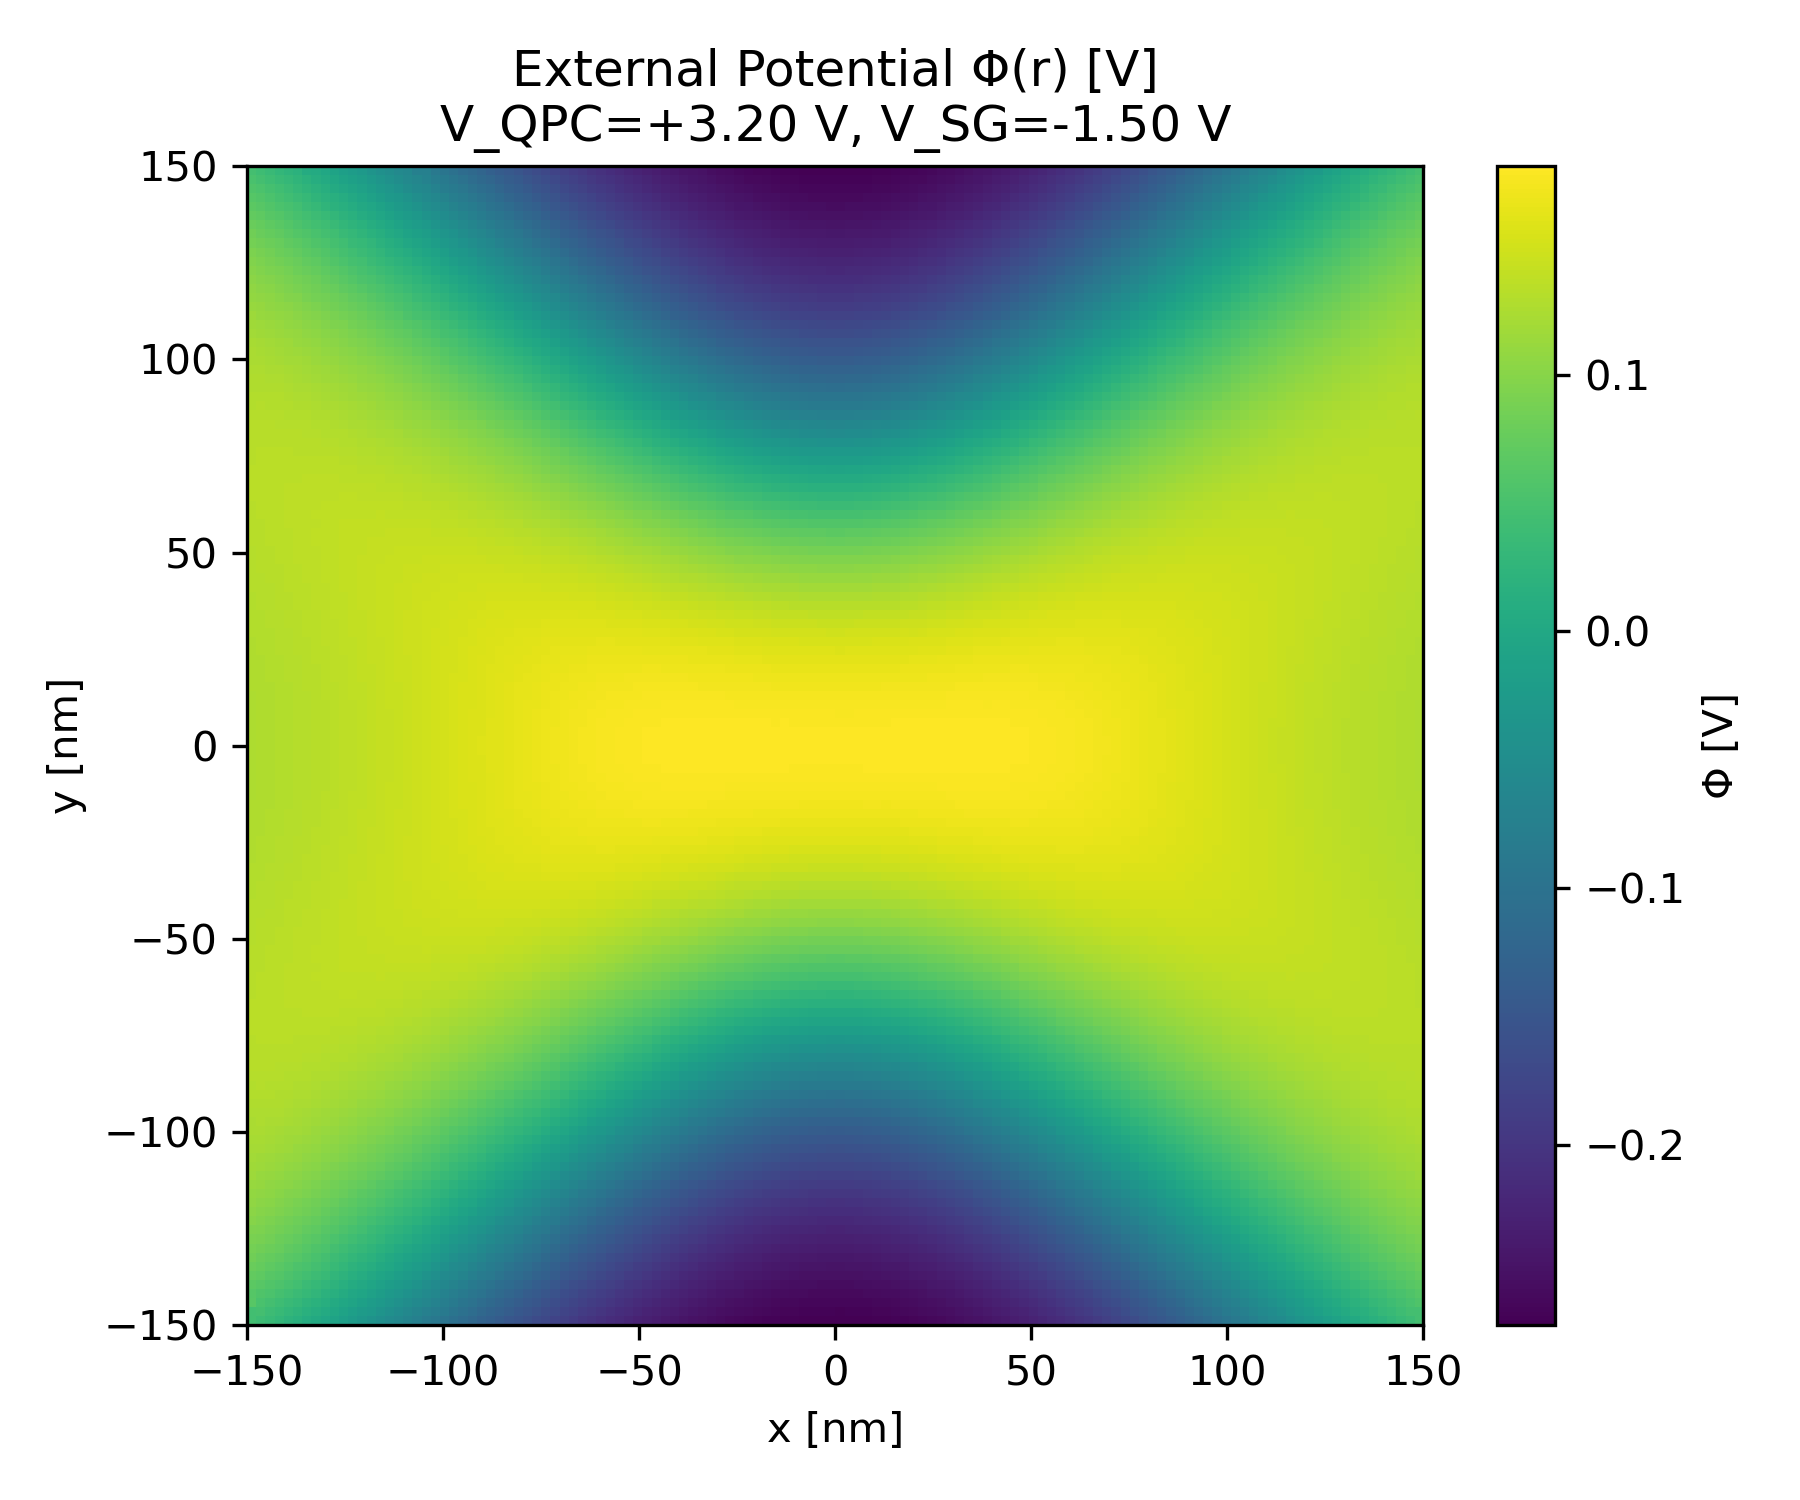 External Potential Φ(r) [V]
V_QPC=+3.20 V, V_SG=-1.50 V
150
100
50
0
−50
−100
−150
y [nm]
−150 −100 −50 0 50 100 150
x [nm]
0.1
0.0
−0.1
−0.2
Φ [V]